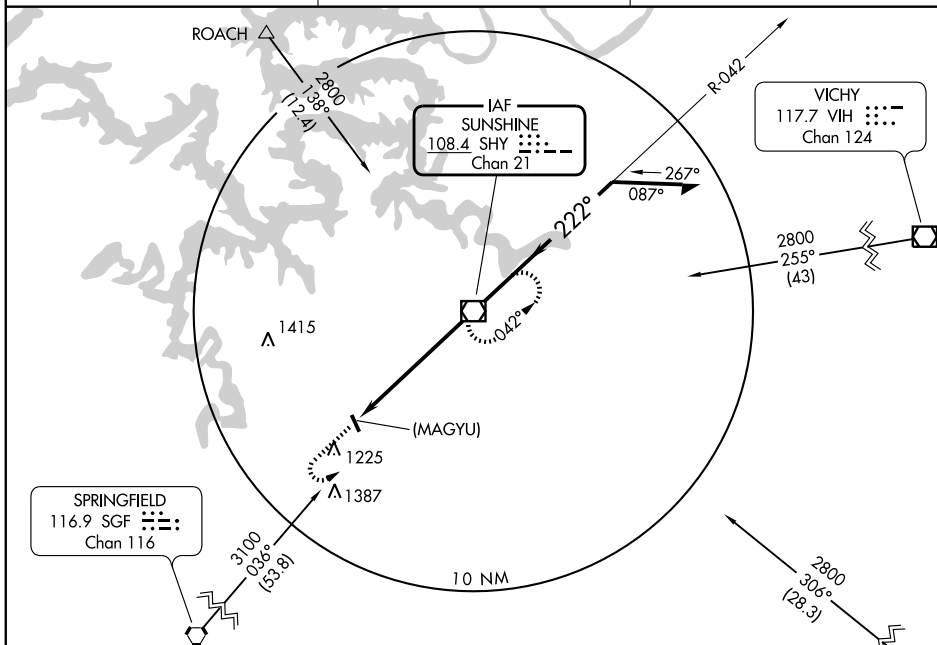 ROACH
2800
138°
(12.4)
IAF
SUNSHINE
108.4 SHY
Chan 21
R-042
VICHY
117.7 VIH
Chan 124
267°
087°
222°
2800
255°
(43)
042°
1415
(MAGYU)
1225
1387
SPRINGFIELD
116.9 SGF
Chan 116
3100
036°
(53.8)
10 NM
2800
306°
(28.3)